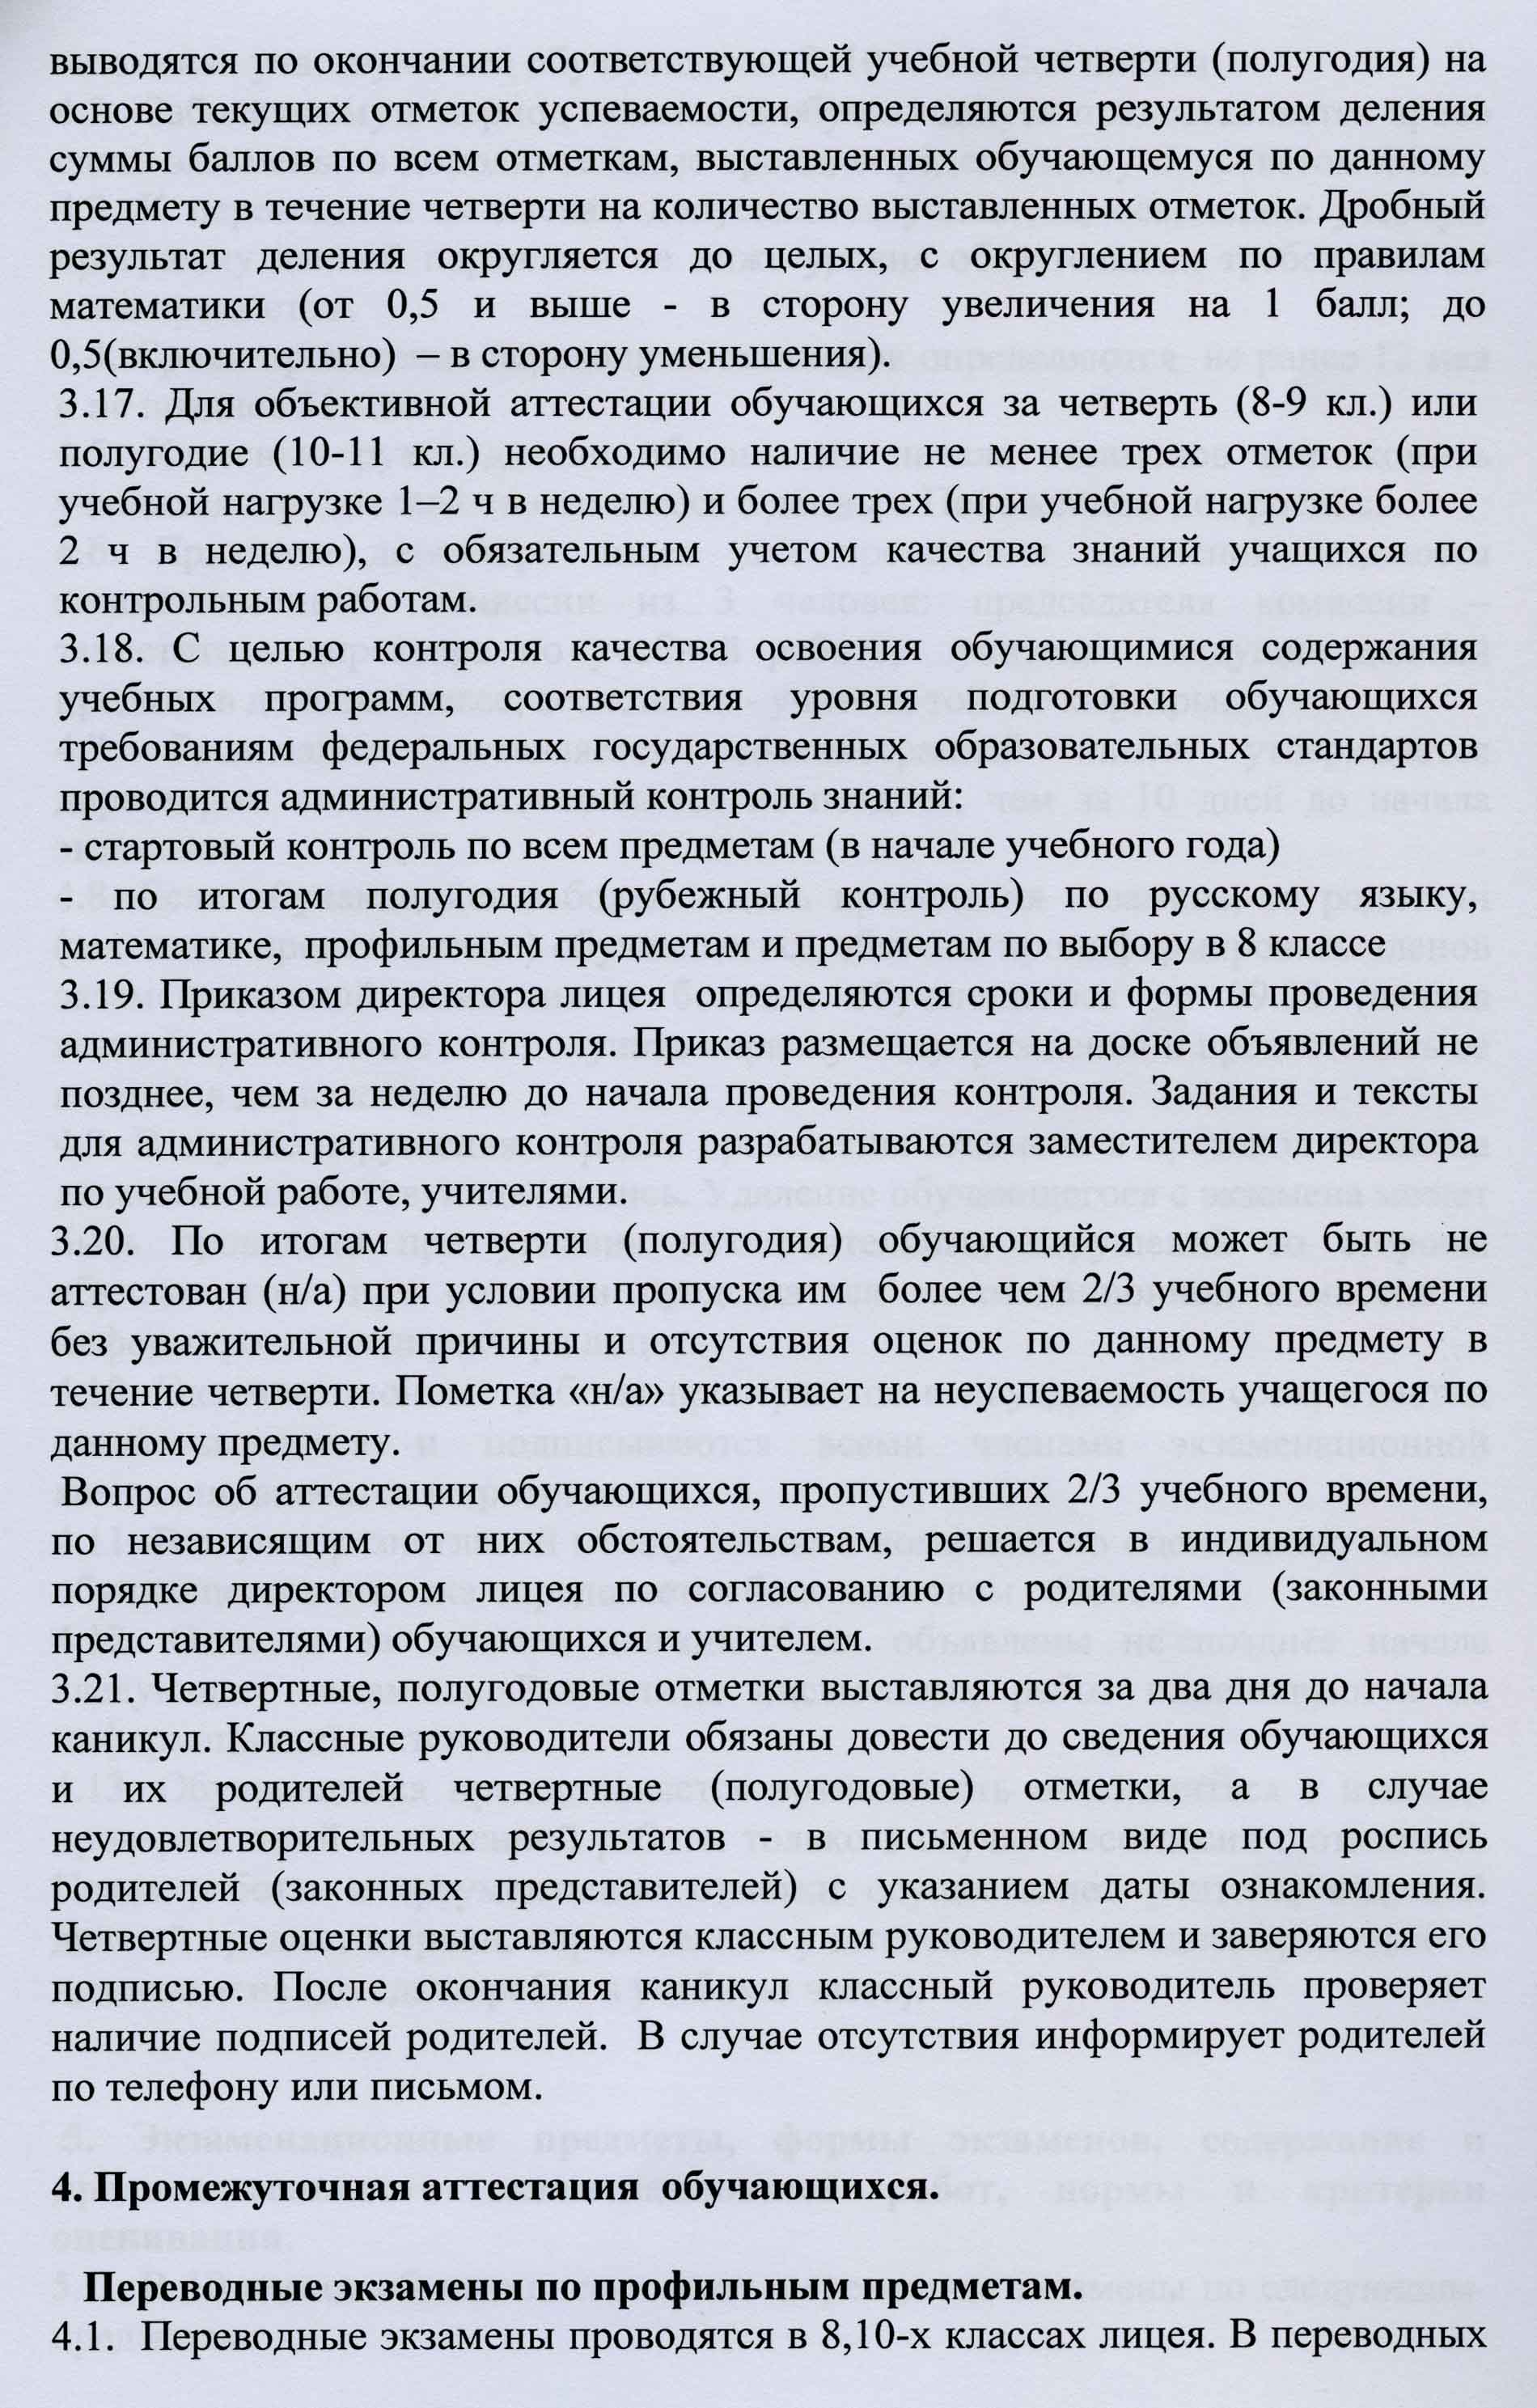 выводятся по окончании соответствующей учебной четверти (полугодия) на
основе текущих отметок успеваемости, определяются результатом деления
суммы баллов по всем отметкам, выставленных обучающемуся по данному
предмету в течение четверти на количество выставленных отметок. Дробный
результат деления округляется до целых, с округлением по правилам
математики (от 0,5 и выше - в сторону увеличения на 1 балл; до
0,5(включительно) – в сторону уменьшения).
3.17. Для объективной аттестации обучающихся за четверть (8-9 кл.) или
полугодие (10-11 кл.) необходимо наличие не менее трех отметок (при
учебной нагрузке 1–2 ч в неделю) и более трех (при учебной нагрузке более
2 ч в неделю), с обязательным учетом качества знаний учащихся по
контрольным работам.
3.18. С целью контроля качества освоения обучающимися содержания
учебных программ, соответствия уровня подготовки обучающихся
требованиям федеральных государственных образовательных стандартов
проводится административный контроль знаний:
- стартовый контроль по всем предметам (в начале учебного года)
- по итогам полугодия (рубежный контроль) по русскому языку,
математике, профильным предметам и предметам по выбору в 8 классе
3.19. Приказом директора лицея определяются сроки и формы проведения
административного контроля. Приказ размещается на доске объявлений не
позднее, чем за неделю до начала проведения контроля. Задания и тексты
для административного контроля разрабатываются заместителем директора
по учебной работе, учителями.
3.20. По итогам четверти (полугодия) обучающийся может быть не
аттестован (н/а) при условии пропуска им более чем 2/3 учебного времени
без уважительной причины и отсутствия оценок по данному предмету в
течение четверти. Пометка «н/а» указывает на неуспеваемость учащегося по
данному предмету.
Вопрос об аттестации обучающихся, пропустивших 2/3 учебного времени,
по независящим от них обстоятельствам, решается в индивидуальном
порядке директором лицея по согласованию с родителями (законными
представителями) обучающихся и учителем.
3.21. Четвертные, полугодовые отметки выставляются за два дня до начала
каникул. Классные руководители обязаны довести до сведения обучающихся
и их родителей четвертные (полугодовые) отметки, а в случае
неудовлетворительных результатов - в письменном виде под роспись
родителей (законных представителей) с указанием даты ознакомления.
Четвертные оценки выставляются классным руководителем и заверяются его
подписью. После окончания каникул классный руководитель проверяет
наличие подписей родителей. В случае отсутствия информирует родителей
по телефону или письмом.
4. Промежуточная аттестация обучающихся.
Переводные экзамены по профильным предметам.
4.1. Переводные экзамены проводятся в 8,10-х классах лицея. В переводных